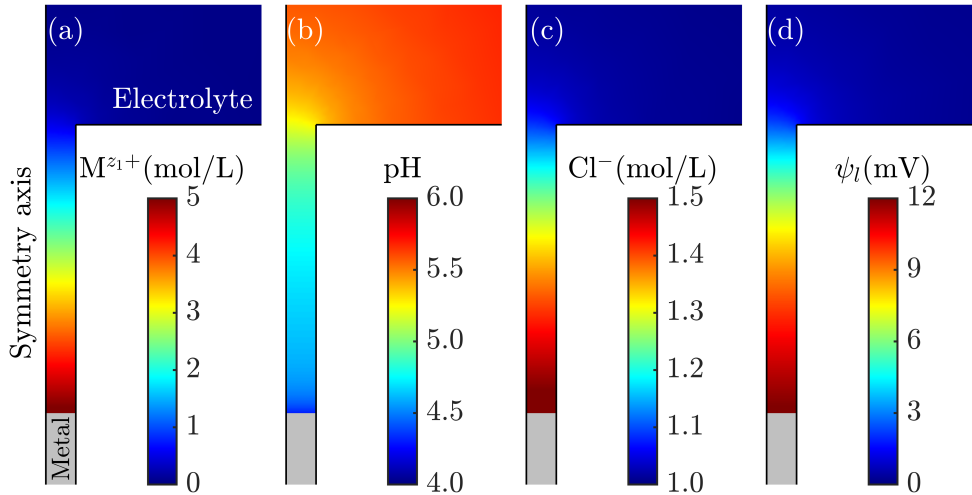 (a)
(b)
(c)
(d)
Electrolyte
Symmetry axis
M^{z_1+}(mol/L)
5
4
3
2
1
0
Metal
pH
6.0
5.5
5.0
4.5
4.0
Cl⁻(mol/L)
1.5
1.4
1.3
1.2
1.1
1.0
ψ_l(mV)
12
9
6
3
0